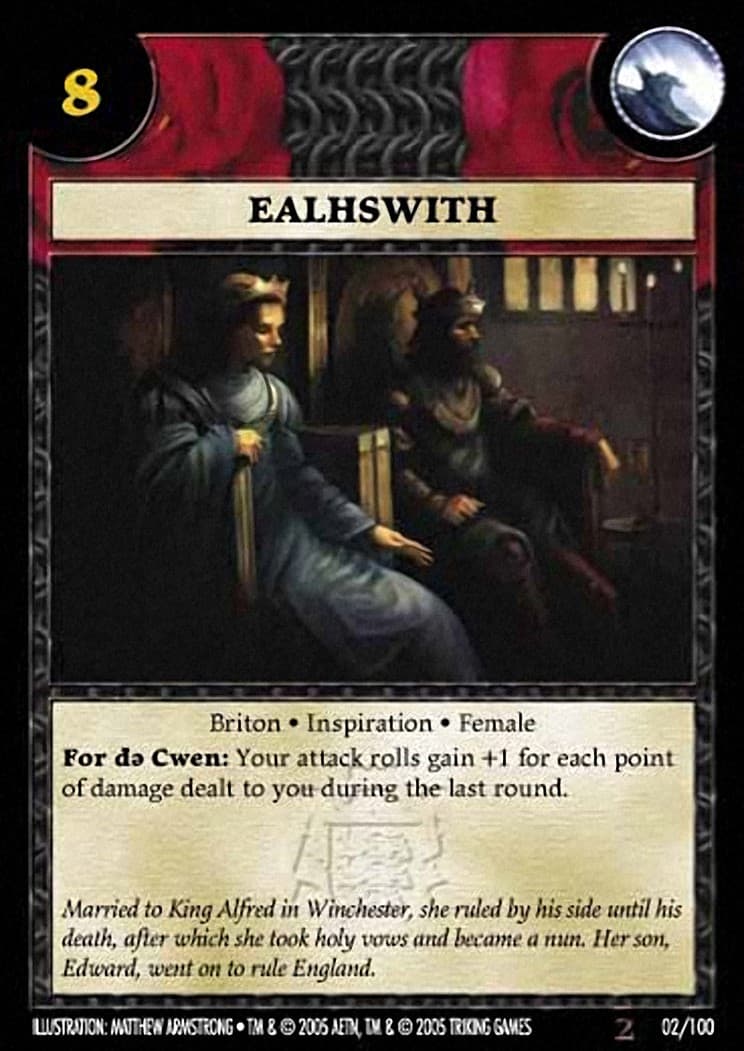 8
EALHSWITH
Briton • Inspiration • Female
For də Cwen: Your attack rolls gain +1 for each point
of damage dealt to you during the last round.
Married to King Alfred in Winchester, she ruled by his side until his
death, after which she took holy vows and became a nun. Her son,
Edward, went on to rule England.
ILLUSTRATION: MATTHEW ARMSTRONG • TM & © 2005 AETN, TM & © 2005 TRIKING GAMES 2 02/100